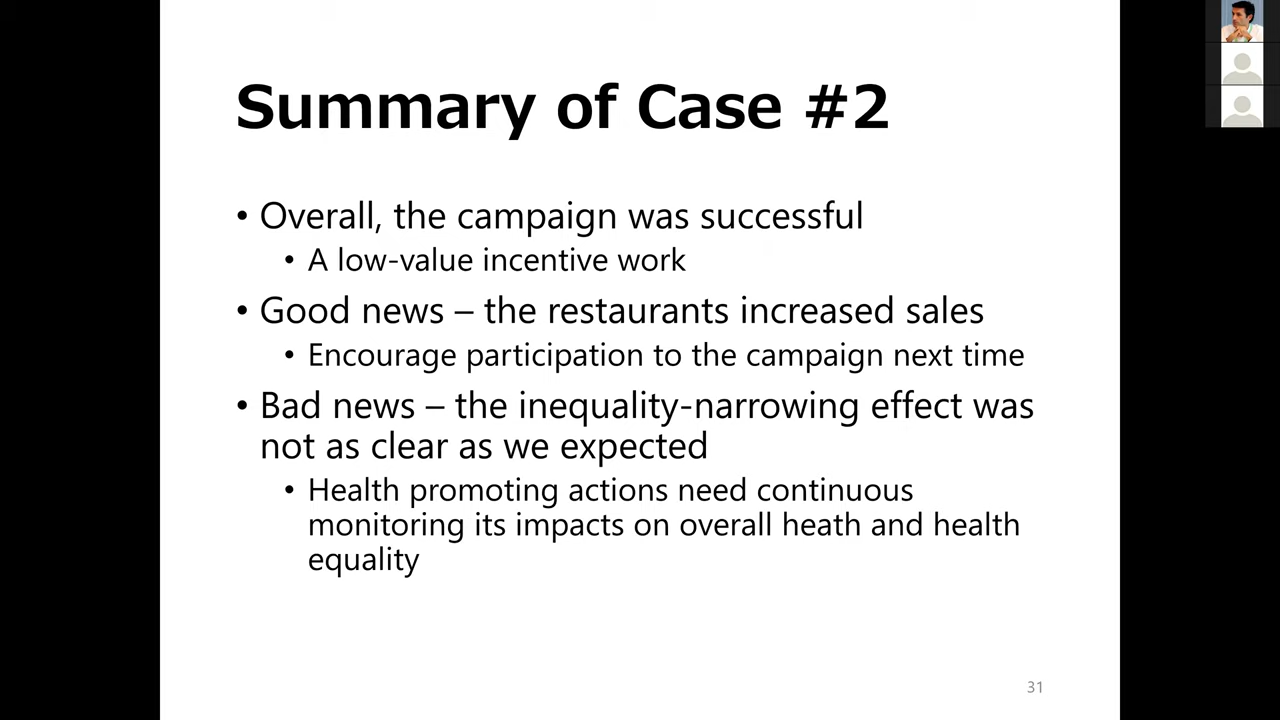 Summary of Case #2
• Overall, the campaign was successful
• A low-value incentive work
• Good news – the restaurants increased sales
• Encourage participation to the campaign next time
• Bad news – the inequality-narrowing effect was
not as clear as we expected
• Health promoting actions need continuous
monitoring its impacts on overall heath and health
equality
31